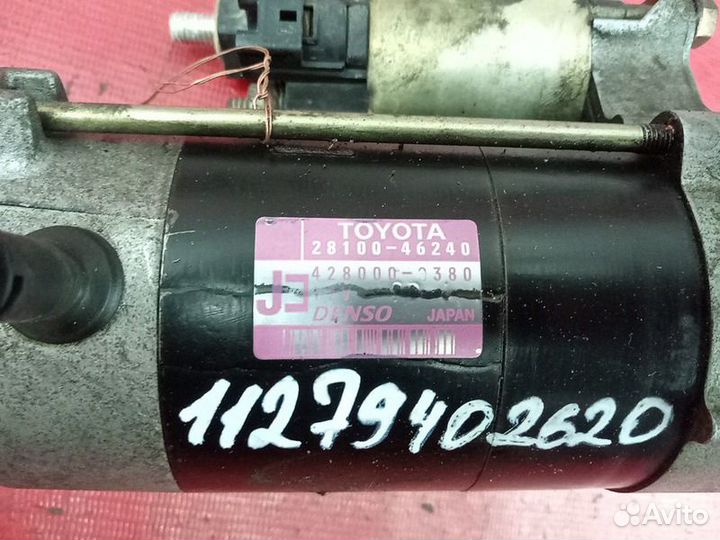 TOYOTA
28100-46240
428000-0380
DENSO JAPAN
11279402620
Avito